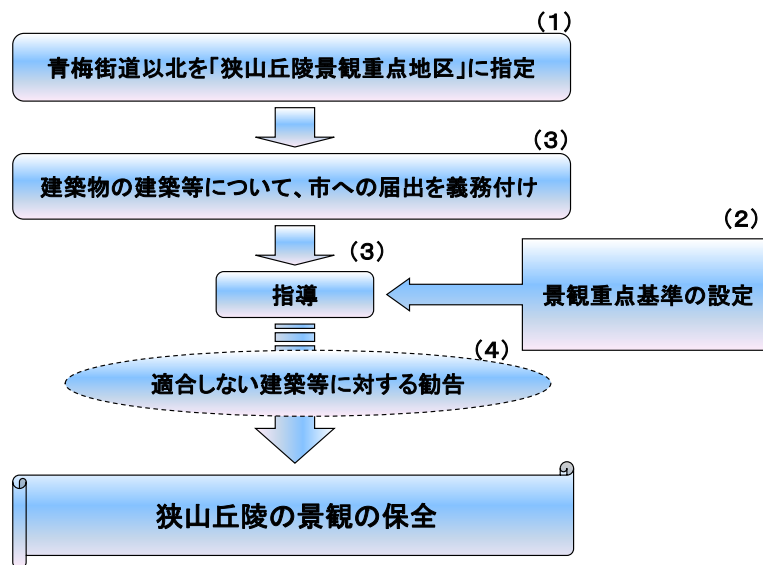 (1)
青梅街道以北を「狭山丘陵景観重点地区」に指定
(3)
建築物の建築等について、市への届出を義務付け
(2)
(3)
指導
景観重点基準の設定
(4)
適合しない建築等に対する勧告
狭山丘陵の景観の保全